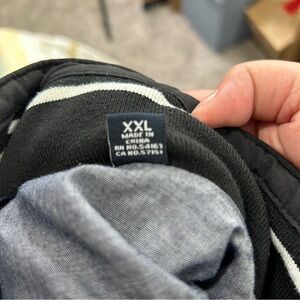 XXL
MADE IN
CHINA
RN NO.54163
CA NO.57151